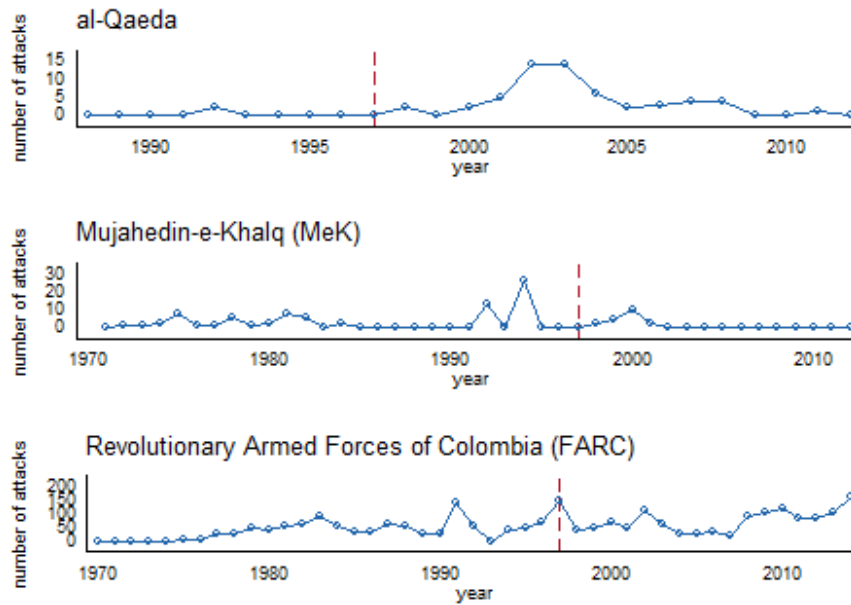 al-Qaeda
number of attacks
15
10
5
0
1990 1995 2000 2005 2010
year
Mujahedin-e-Khalq (MeK)
number of attacks
30
20
10
0
1970 1980 1990 2000 2010
year
Revolutionary Armed Forces of Colombia (FARC)
number of attacks
200
150
100
50
0
1970 1980 1990 2000 2010
year